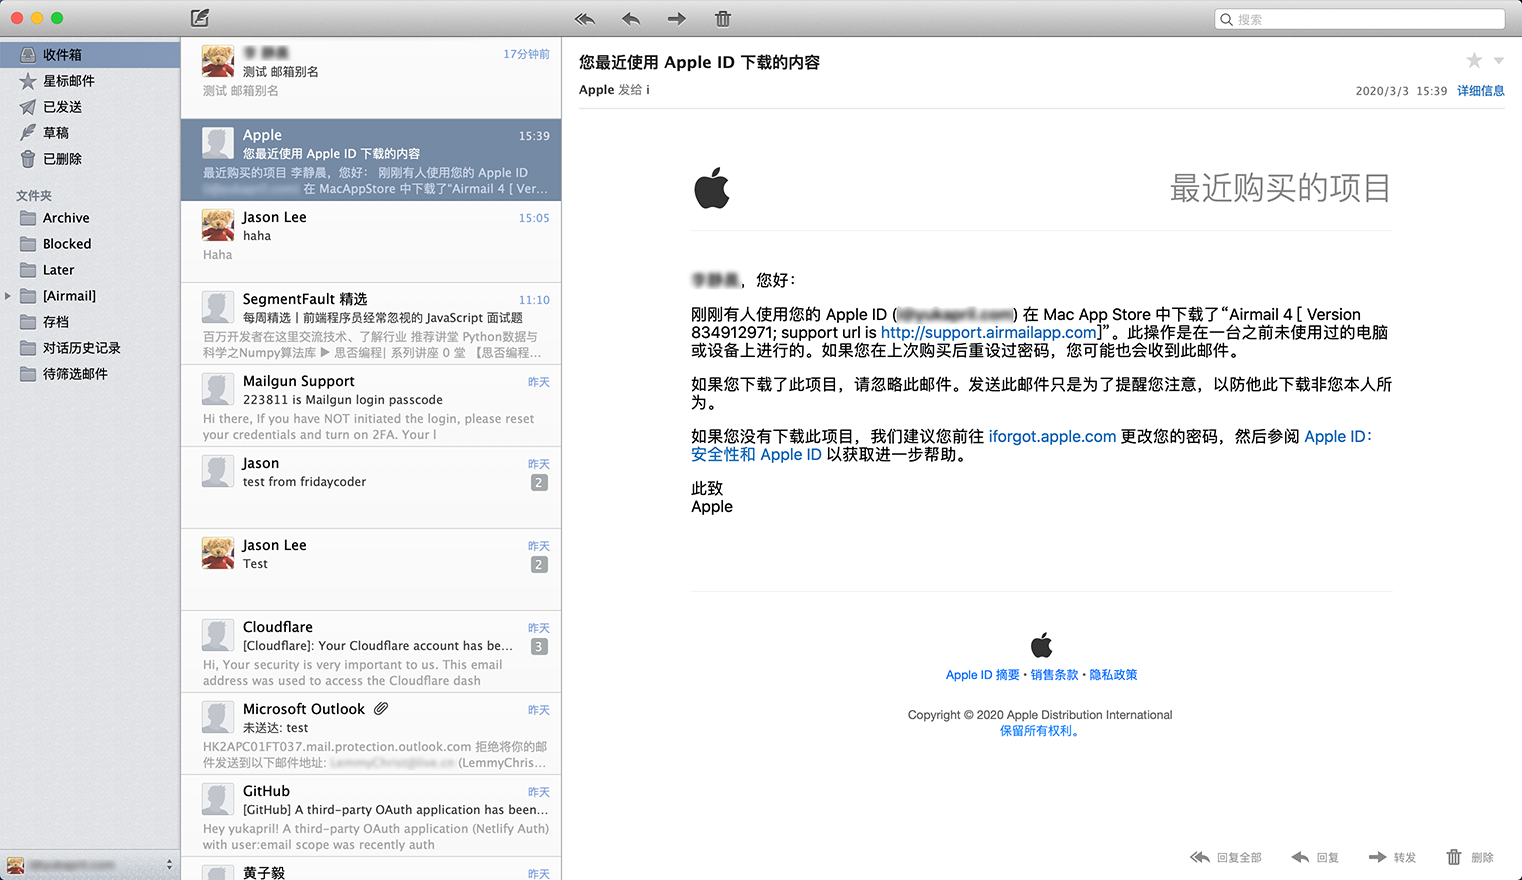 搜索
收件箱
星标邮件
已发送
草稿
已删除
文件夹
Archive
Blocked
Later
[Airmail]
存档
对话历史记录
待筛选邮件
17分钟前
测试 邮箱别名
测试 邮箱别名
Apple 15:39
您最近使用 Apple ID 下载的内容
最近购买的项目 李静晨，您好： 刚刚有人使用您的 Apple ID
在 MacAppStore 中下载了“Airmail 4 [ Ver...
Jason Lee 15:05
haha
Haha
SegmentFault 精选 11:10
每周精选丨前端程序员经常忽视的 JavaScript 面试题
百万开发者在这里交流技术、了解行业 推荐讲堂 Python数据与
科学之Numpy算法库 ▶ 思否编程| 系列讲座 0 堂 【思否编程...
Mailgun Support 昨天
223811 is Mailgun login passcode
Hi there, If you have NOT initiated the login, please reset
your credentials and turn on 2FA. Your l
Jason 昨天
test from fridaycoder 2
Jason Lee 昨天
Test 2
Cloudflare 昨天
[Cloudflare]: Your Cloudflare account has be... 3
Hi, Your security is very important to us. This email
address was used to access the Cloudflare dash
Microsoft Outlook 昨天
未送达: test
HK2APC01FT037.mail.protection.outlook.com 拒绝将你的邮
件发送到以下邮件地址: (LemmyChris...
GitHub 昨天
[GitHub] A third-party OAuth application has been...
Hey yukapril! A third-party OAuth application (Netlify Auth)
with user:email scope was recently auth
黄子毅 昨天
您最近使用 Apple ID 下载的内容
Apple 发给 i 2020/3/3 15:39 详细信息
最近购买的项目
，您好：
刚刚有人使用您的 Apple ID () 在 Mac App Store 中下载了“Airmail 4 [ Version
834912971; support url is http://support.airmailapp.com]”。此操作是在一台之前未使用过的电脑
或设备上进行的。如果您在上次购买后重设过密码，您可能也会收到此邮件。
如果您下载了此项目，请忽略此邮件。发送此邮件只是为了提醒您注意，以防他此下载非您本人所
为。
如果您没有下载此项目，我们建议您前往 iforgot.apple.com 更改您的密码，然后参阅 Apple ID：
安全性和 Apple ID 以获取进一步帮助。
此致
Apple
Apple ID 摘要 • 销售条款 • 隐私政策
Copyright © 2020 Apple Distribution International
保留所有权利。
回复全部 回复 转发 删除